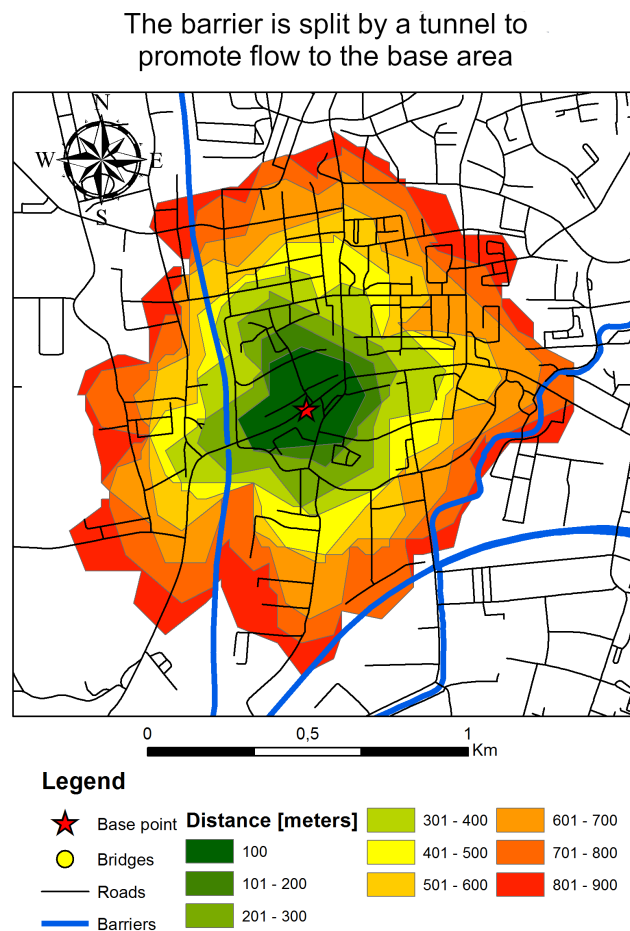 The barrier is split by a tunnel to
promote flow to the base area
N
W
E
S
0
0,5
1
Km
Legend
Base point
Bridges
Roads
Barriers
Distance [meters]
100
101 - 200
201 - 300
301 - 400
401 - 500
501 - 600
601 - 700
701 - 800
801 - 900